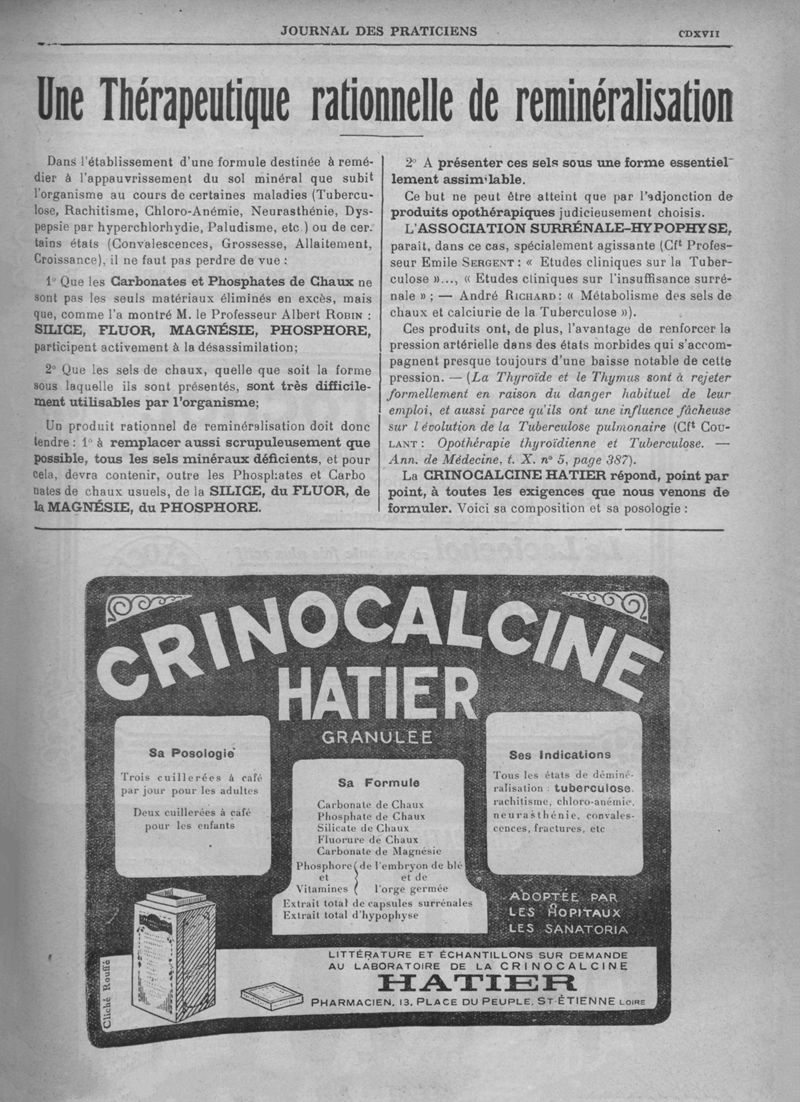 JOURNAL DES PRATICIENS
CDXVII
Une Thérapeutique rationnelle de reminéralisation
Dans l'établissement d'une formule destinée à remé-
dier à l'appauvrissement du sol minéral que subit
l'organisme au cours de certaines maladies (Tubercu-
lose, Rachitisme, Chloro-Anémie, Neurasthénie, Dys-
pepsie par hyperchlorhydie, Paludisme, etc.) ou de cer-
tains états (Convalescences, Grossesse, Allaitement,
Croissance), il ne faut pas perdre de vue :
1° Que les Carbonates et Phosphates de Chaux ne
sont pas les seuls matériaux éliminés en excès, mais
que, comme l'a montré M. le Professeur Albert ROBIN :
SILICE, FLUOR, MAGNÉSIE, PHOSPHORE,
participent activement à la désassimilation;
2° Que les sels de chaux, quelle que soit la forme
sous laquelle ils sont présentés, sont très difficile-
ment utilisables par l'organisme;
Un produit rationnel de reminéralisation doit donc
tendre : 1° à remplacer aussi scrupuleusement que
possible, tous les sels minéraux déficients, et pour
cela, devra contenir, outre les Phosphates et Carbo
nates de chaux usuels, de la SILICE, du FLUOR, de
la MAGNÉSIE, du PHOSPHORE.
2° A présenter ces sels sous une forme essentiel-
lement assimilable.
Ce but ne peut être atteint que par l'adjonction de
produits opothérapiques judicieusement choisis.
L'ASSOCIATION SURRÉNALE-HYPOPHYSE,
parait, dans ce cas, spécialement agissante (Cft Profes-
seur Emile SERGENT : « Etudes cliniques sur la Tuber-
culose »..., « Etudes cliniques sur l'insuffisance surré-
nale » ; — André RICHARD : « Métabolisme des sels de
chaux et calciurie de la Tuberculose »).
Ces produits ont, de plus, l'avantage de renforcer la
pression artérielle dans des états morbides qui s'accom-
pagnent presque toujours d'une baisse notable de cette
pression. — (La Thyroïde et le Thymus sont à rejeter
formellement en raison du danger habituel de leur
emploi, et aussi parce qu'ils ont une influence fâcheuse
sur l'évolution de la Tuberculose pulmonaire (Cft COU-
LANT : Opothérapie thyroïdienne et Tuberculose. —
Ann. de Médecine, t. X. n° 5, page 387).
La CRINOCALCINE HATIER répond, point par
point, à toutes les exigences que nous venons de
formuler. Voici sa composition et sa posologie :
CRINOCALCINE
HATIER
GRANULÉE
Sa Posologie
Trois cuillerées à café
par jour pour les adultes
Deux cuillerées à café
pour les enfants
Sa Formule
Carbonate de Chaux
Phosphate de Chaux
Silicate de Chaux
Fluorure de Chaux
Carbonate de Magnésie
Phosphore de l'embryon de blé
et et de
Vitamines l'orge germée
Extrait total de capsules surrénales
Extrait total d'hypophyse
Ses Indications
Tous les états de déminé-
ralisation : tuberculose,
rachitisme, chloro-anémie,
neurasthénie, convales-
cences, fractures, etc
ADOPTÉE PAR
LES HOPITAUX
LES SANATORIA
LITTÉRATURE ET ÉCHANTILLONS SUR DEMANDE
AU LABORATOIRE DE LA CRINOCALCINE
HATIER
PHARMACIEN, 13, PLACE DU PEUPLE, ST-ÉTIENNE LOIRE
Cliché Rouffé